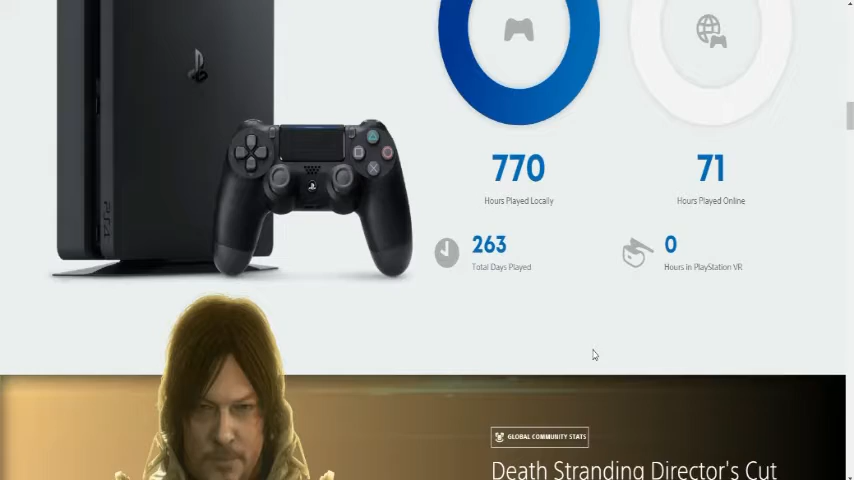 770
Hours Played Locally
71
Hours Played Online
263
Total Days Played
0
Hours in PlayStation VR
GLOBAL COMMUNITY STATS
Death Stranding Director's Cut